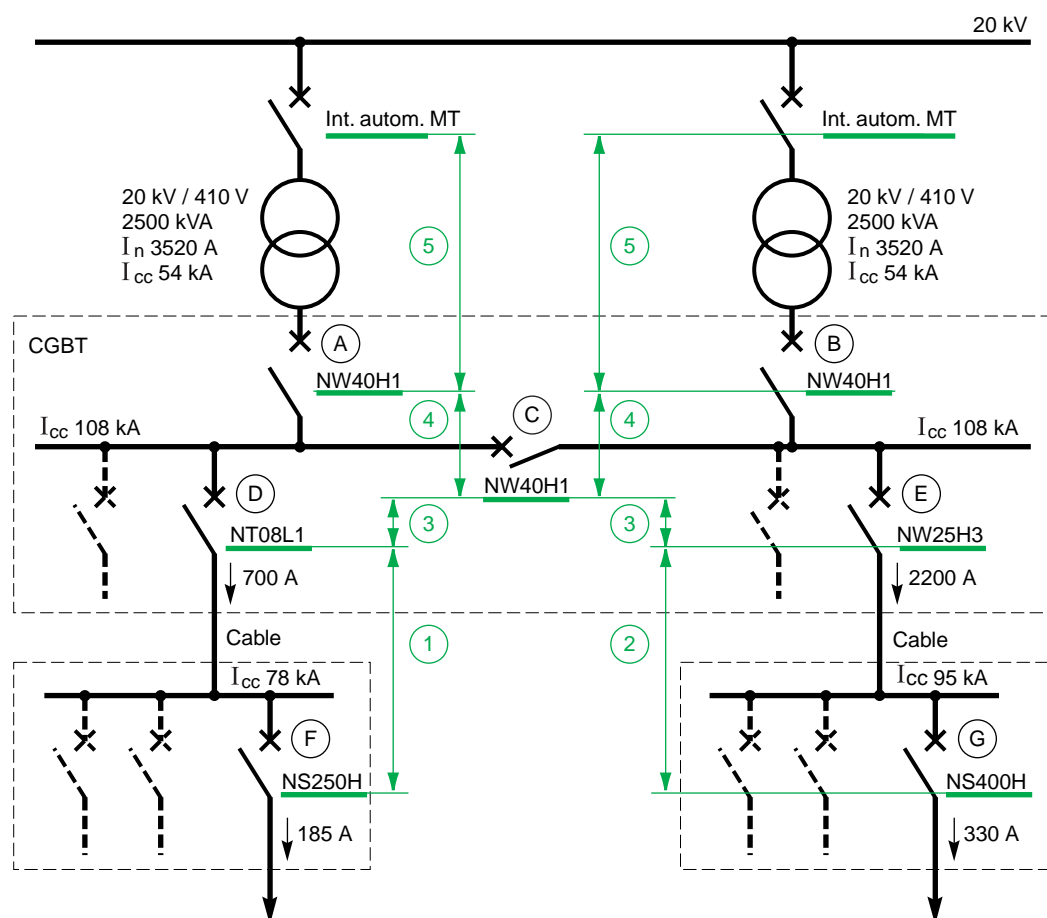 20 kV
Int. autom. MT
Int. autom. MT
20 kV / 410 V
2500 kVA
In 3520 A
Icc 54 kA
5
5
20 kV / 410 V
2500 kVA
In 3520 A
Icc 54 kA
CGBT
A
B
NW40H1
NW40H1
Icc 108 kA
4
C
4
Icc 108 kA
NW40H1
D
E
3
3
NT08L1
NW25H3
700 A
2200 A
Cable
1
2
Cable
Icc 78 kA
Icc 95 kA
F
G
NS250H
NS400H
185 A
330 A